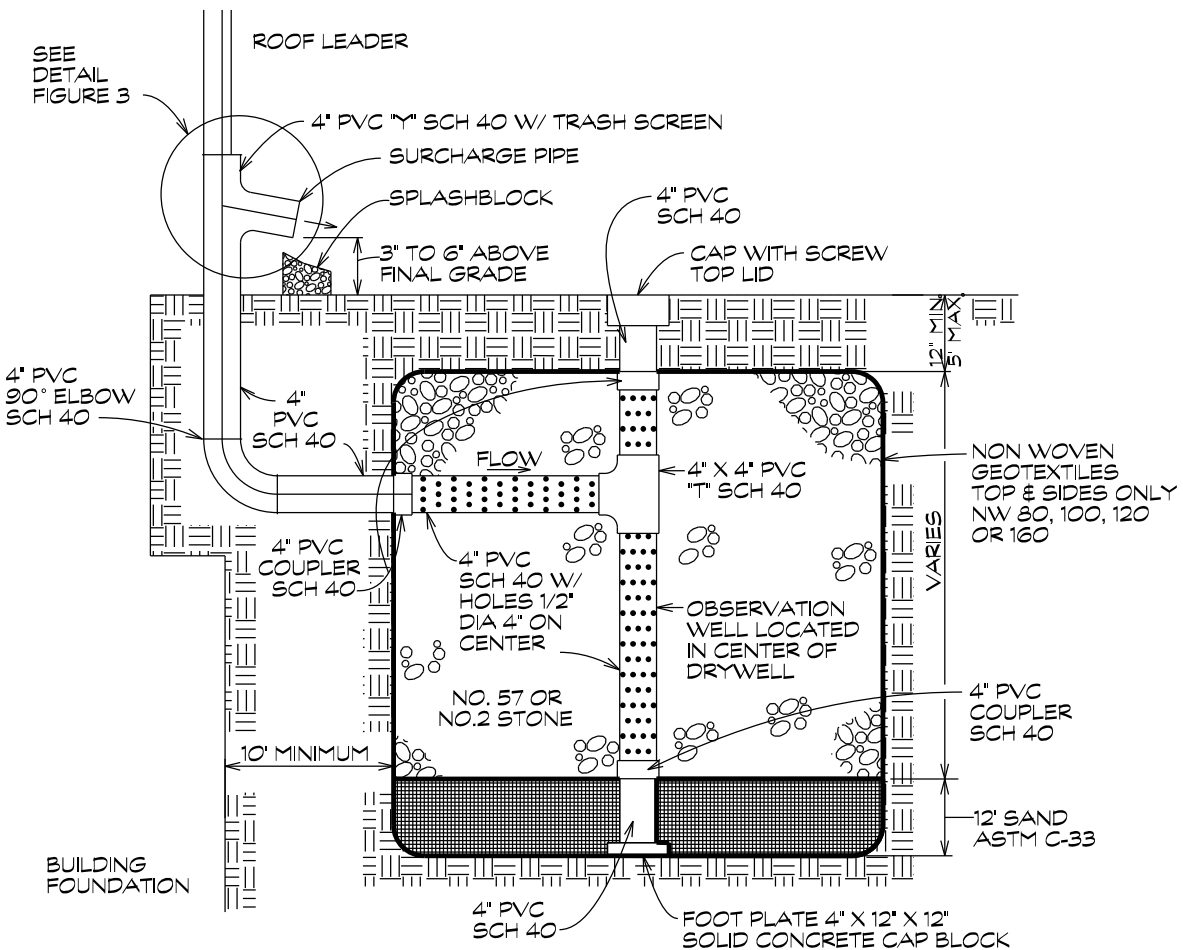 ROOF LEADER
SEE
DETAIL
FIGURE 3
4" PVC "Y" SCH 40 W/ TRASH SCREEN
SURCHARGE PIPE
SPLASHBLOCK
3" TO 6" ABOVE
FINAL GRADE
4" PVC
SCH 40
CAP WITH SCREW
TOP LID
12" MIN.
5' MAX.
4" PVC
90° ELBOW
SCH 40
4"
PVC
SCH 40
FLOW
4" X 4" PVC
"T" SCH 40
NON WOVEN
GEOTEXTILES
TOP & SIDES ONLY
NW 80, 100, 120
OR 160
VARIES
4" PVC
COUPLER
SCH 40
4" PVC
SCH 40 W/
HOLES 1/2"
DIA 4" ON
CENTER
OBSERVATION
WELL LOCATED
IN CENTER OF
DRYWELL
NO. 57 OR
NO.2 STONE
4" PVC
COUPLER
SCH 40
10' MINIMUM
12' SAND
ASTM C-33
BUILDING
FOUNDATION
4" PVC
SCH 40
FOOT PLATE 4" X 12" X 12"
SOLID CONCRETE CAP BLOCK